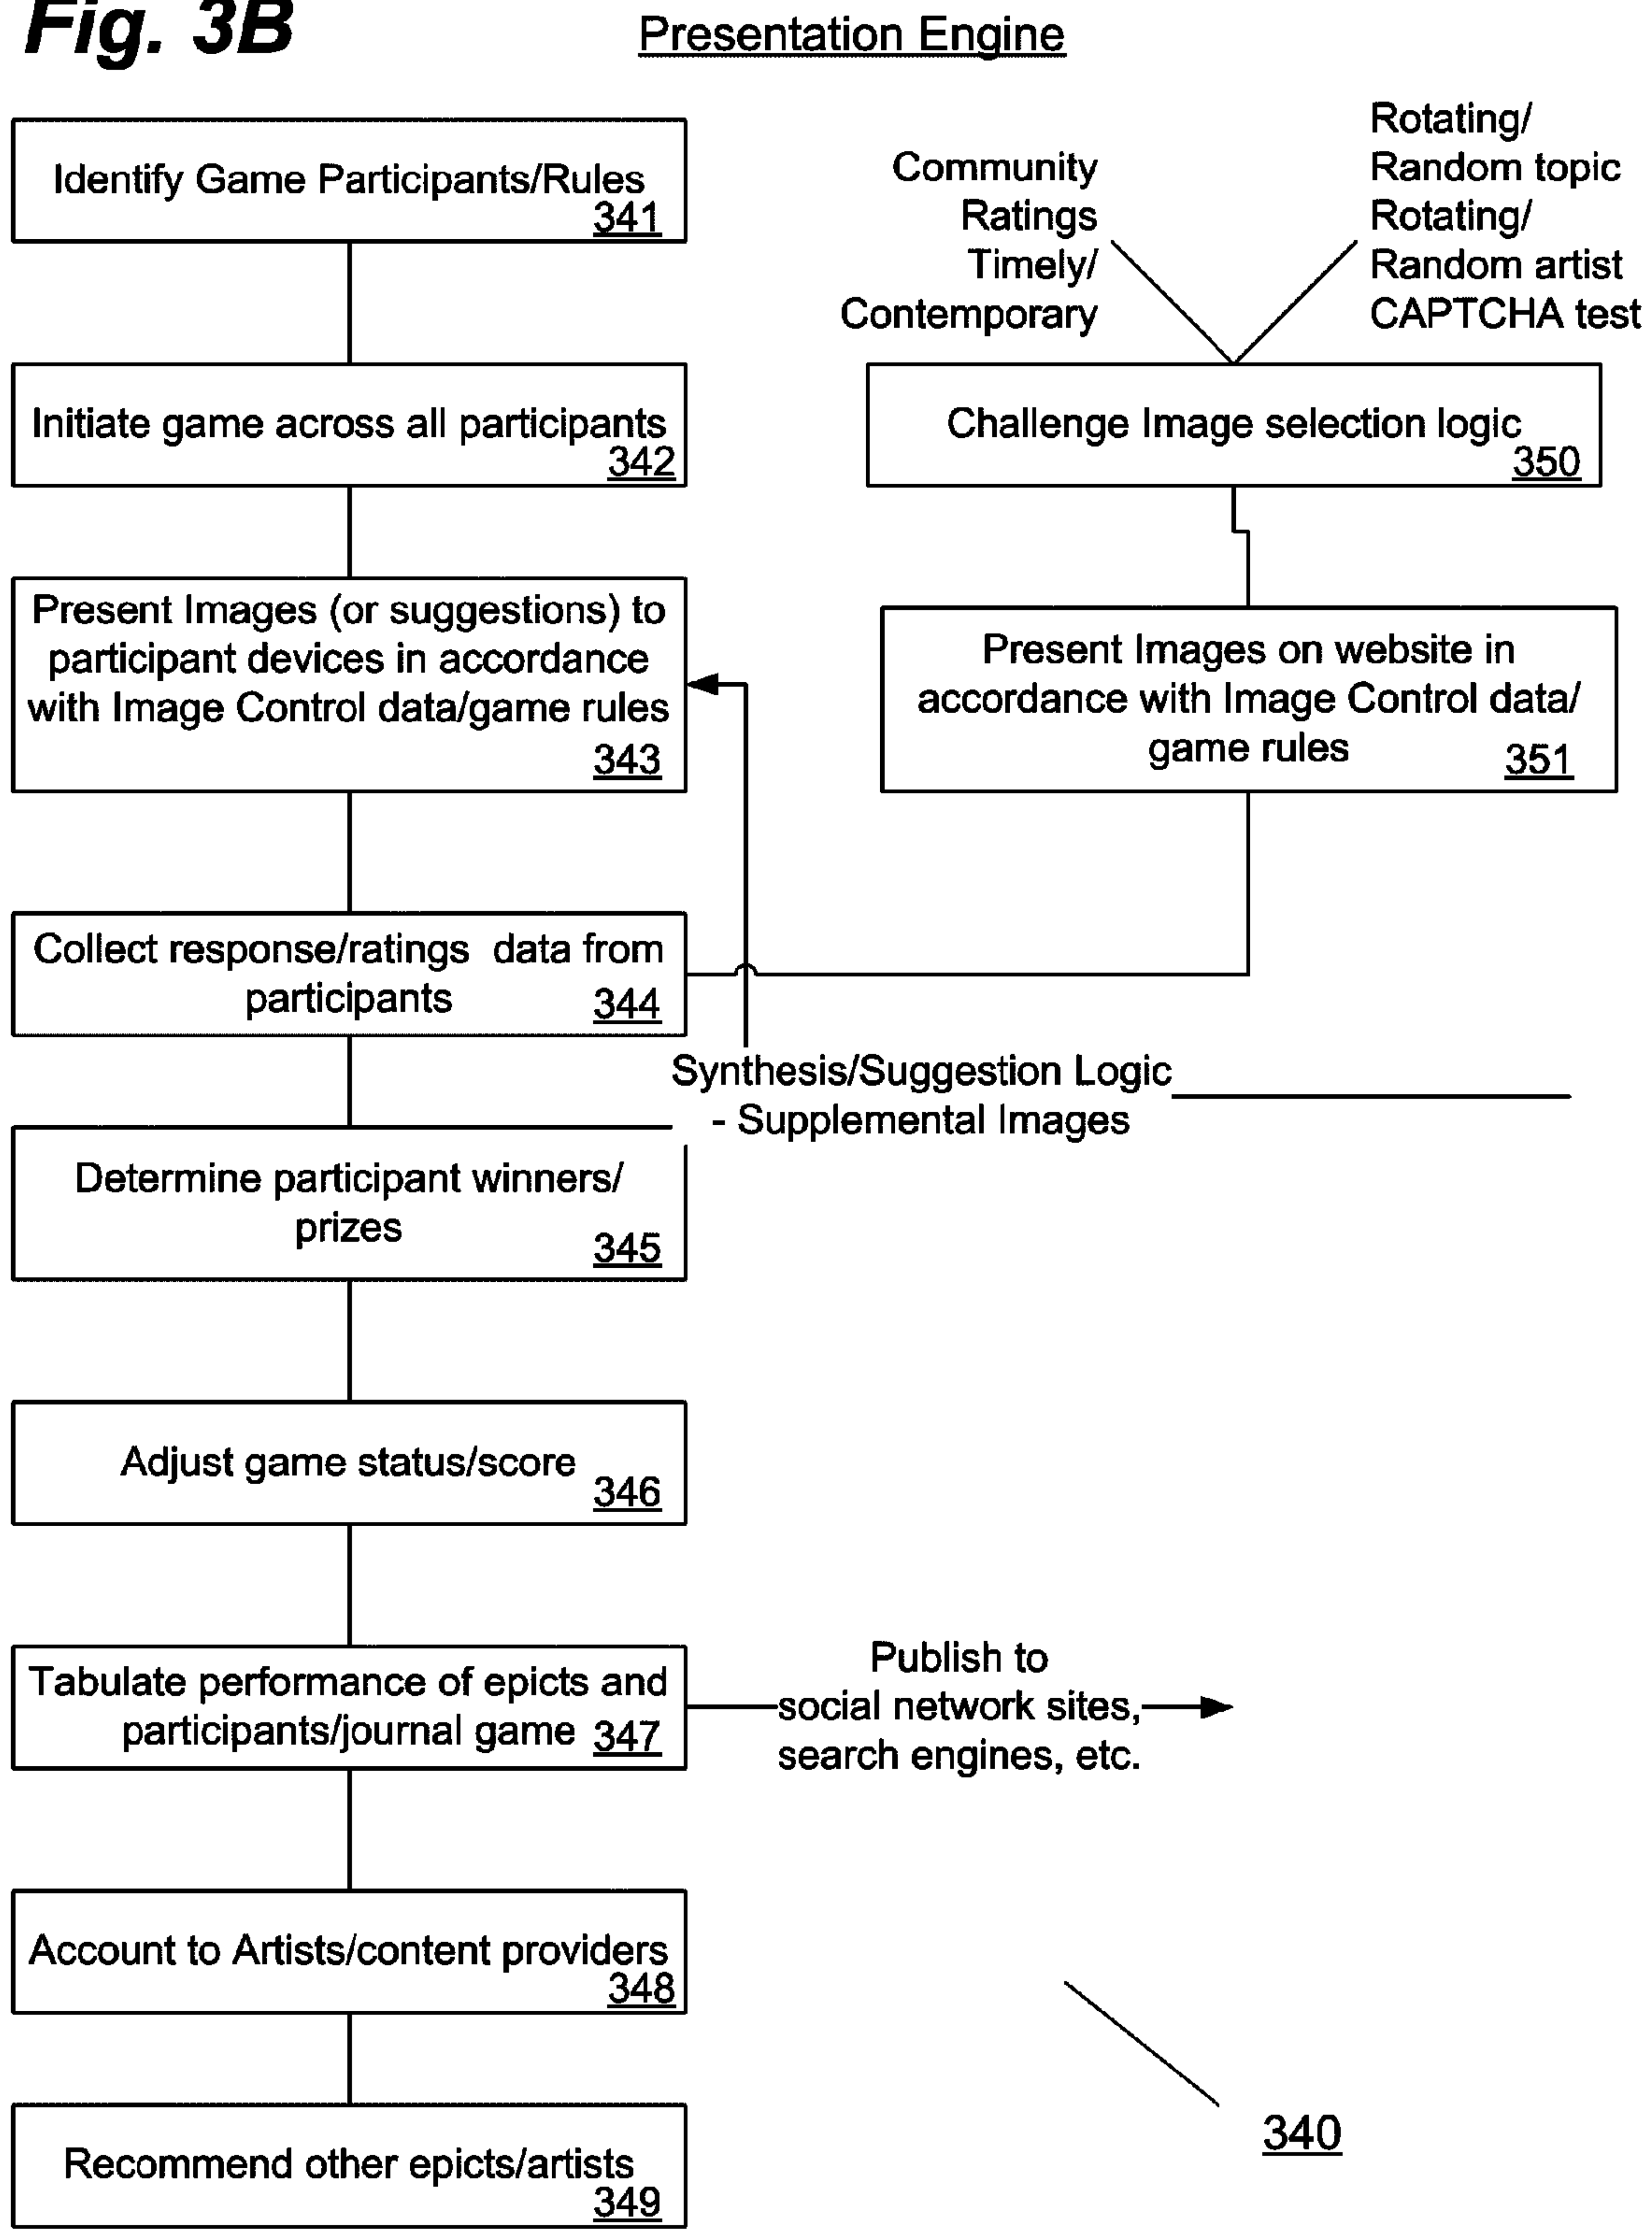 Fig. 3B
Presentation Engine
Identify Game Participants/Rules
341
Initiate game across all participants
342
Present Images (or suggestions) to
participant devices in accordance
with Image Control data/game rules
343
Collect response/ratings data from
participants 344
Determine participant winners/
prizes
345
Adjust game status/score
346
Tabulate performance of epicts and
participants/journal game 347
Account to Artists/content providers
348
Recommend other epicts/artists
349
Community
Ratings
Timely/
Contemporary
Rotating/
Random topic
Rotating/
Random artist
CAPTCHA test
Challenge Image selection logic
350
Present Images on website in
accordance with Image Control data/
game rules 351
Synthesis/Suggestion Logic
- Supplemental Images
Publish to
social network sites,
search engines, etc.
340